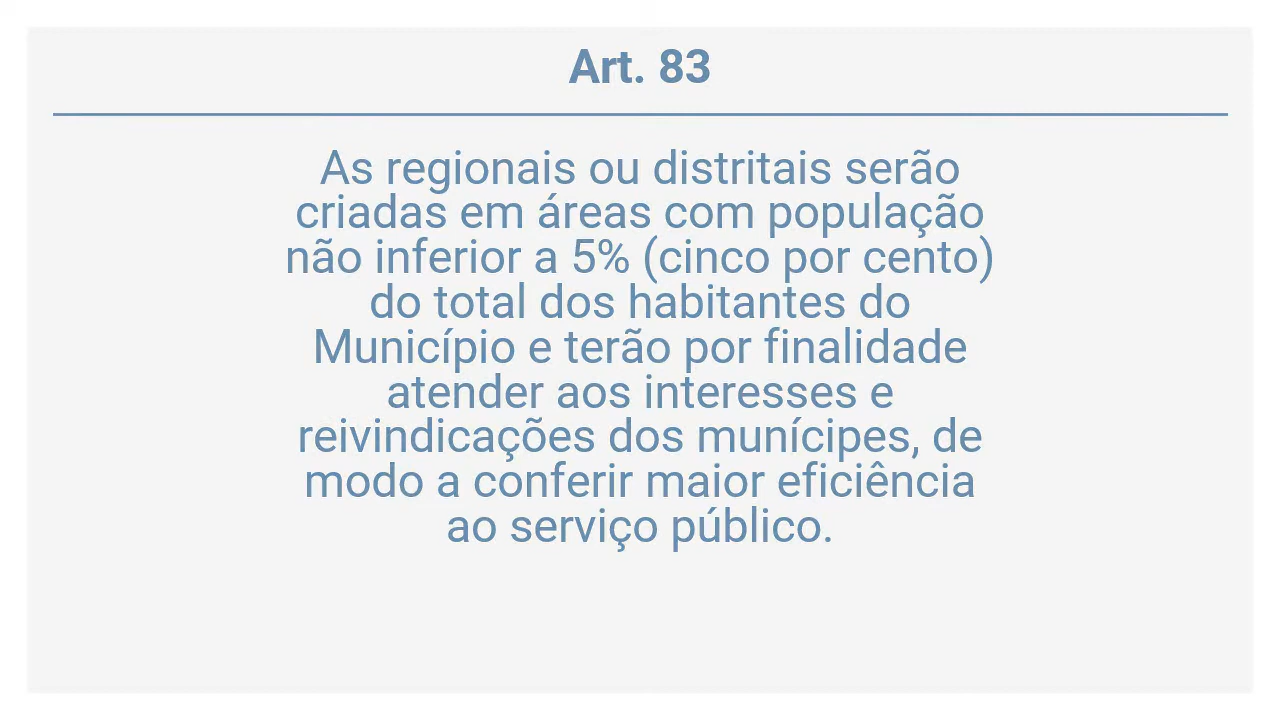 Art. 83
As regionais ou distritais serão
criadas em áreas com população
não inferior a 5% (cinco por cento)
do total dos habitantes do
Município e terão por finalidade
atender aos interesses e
reivindicações dos munícipes, de
modo a conferir maior eficiência
ao serviço público.